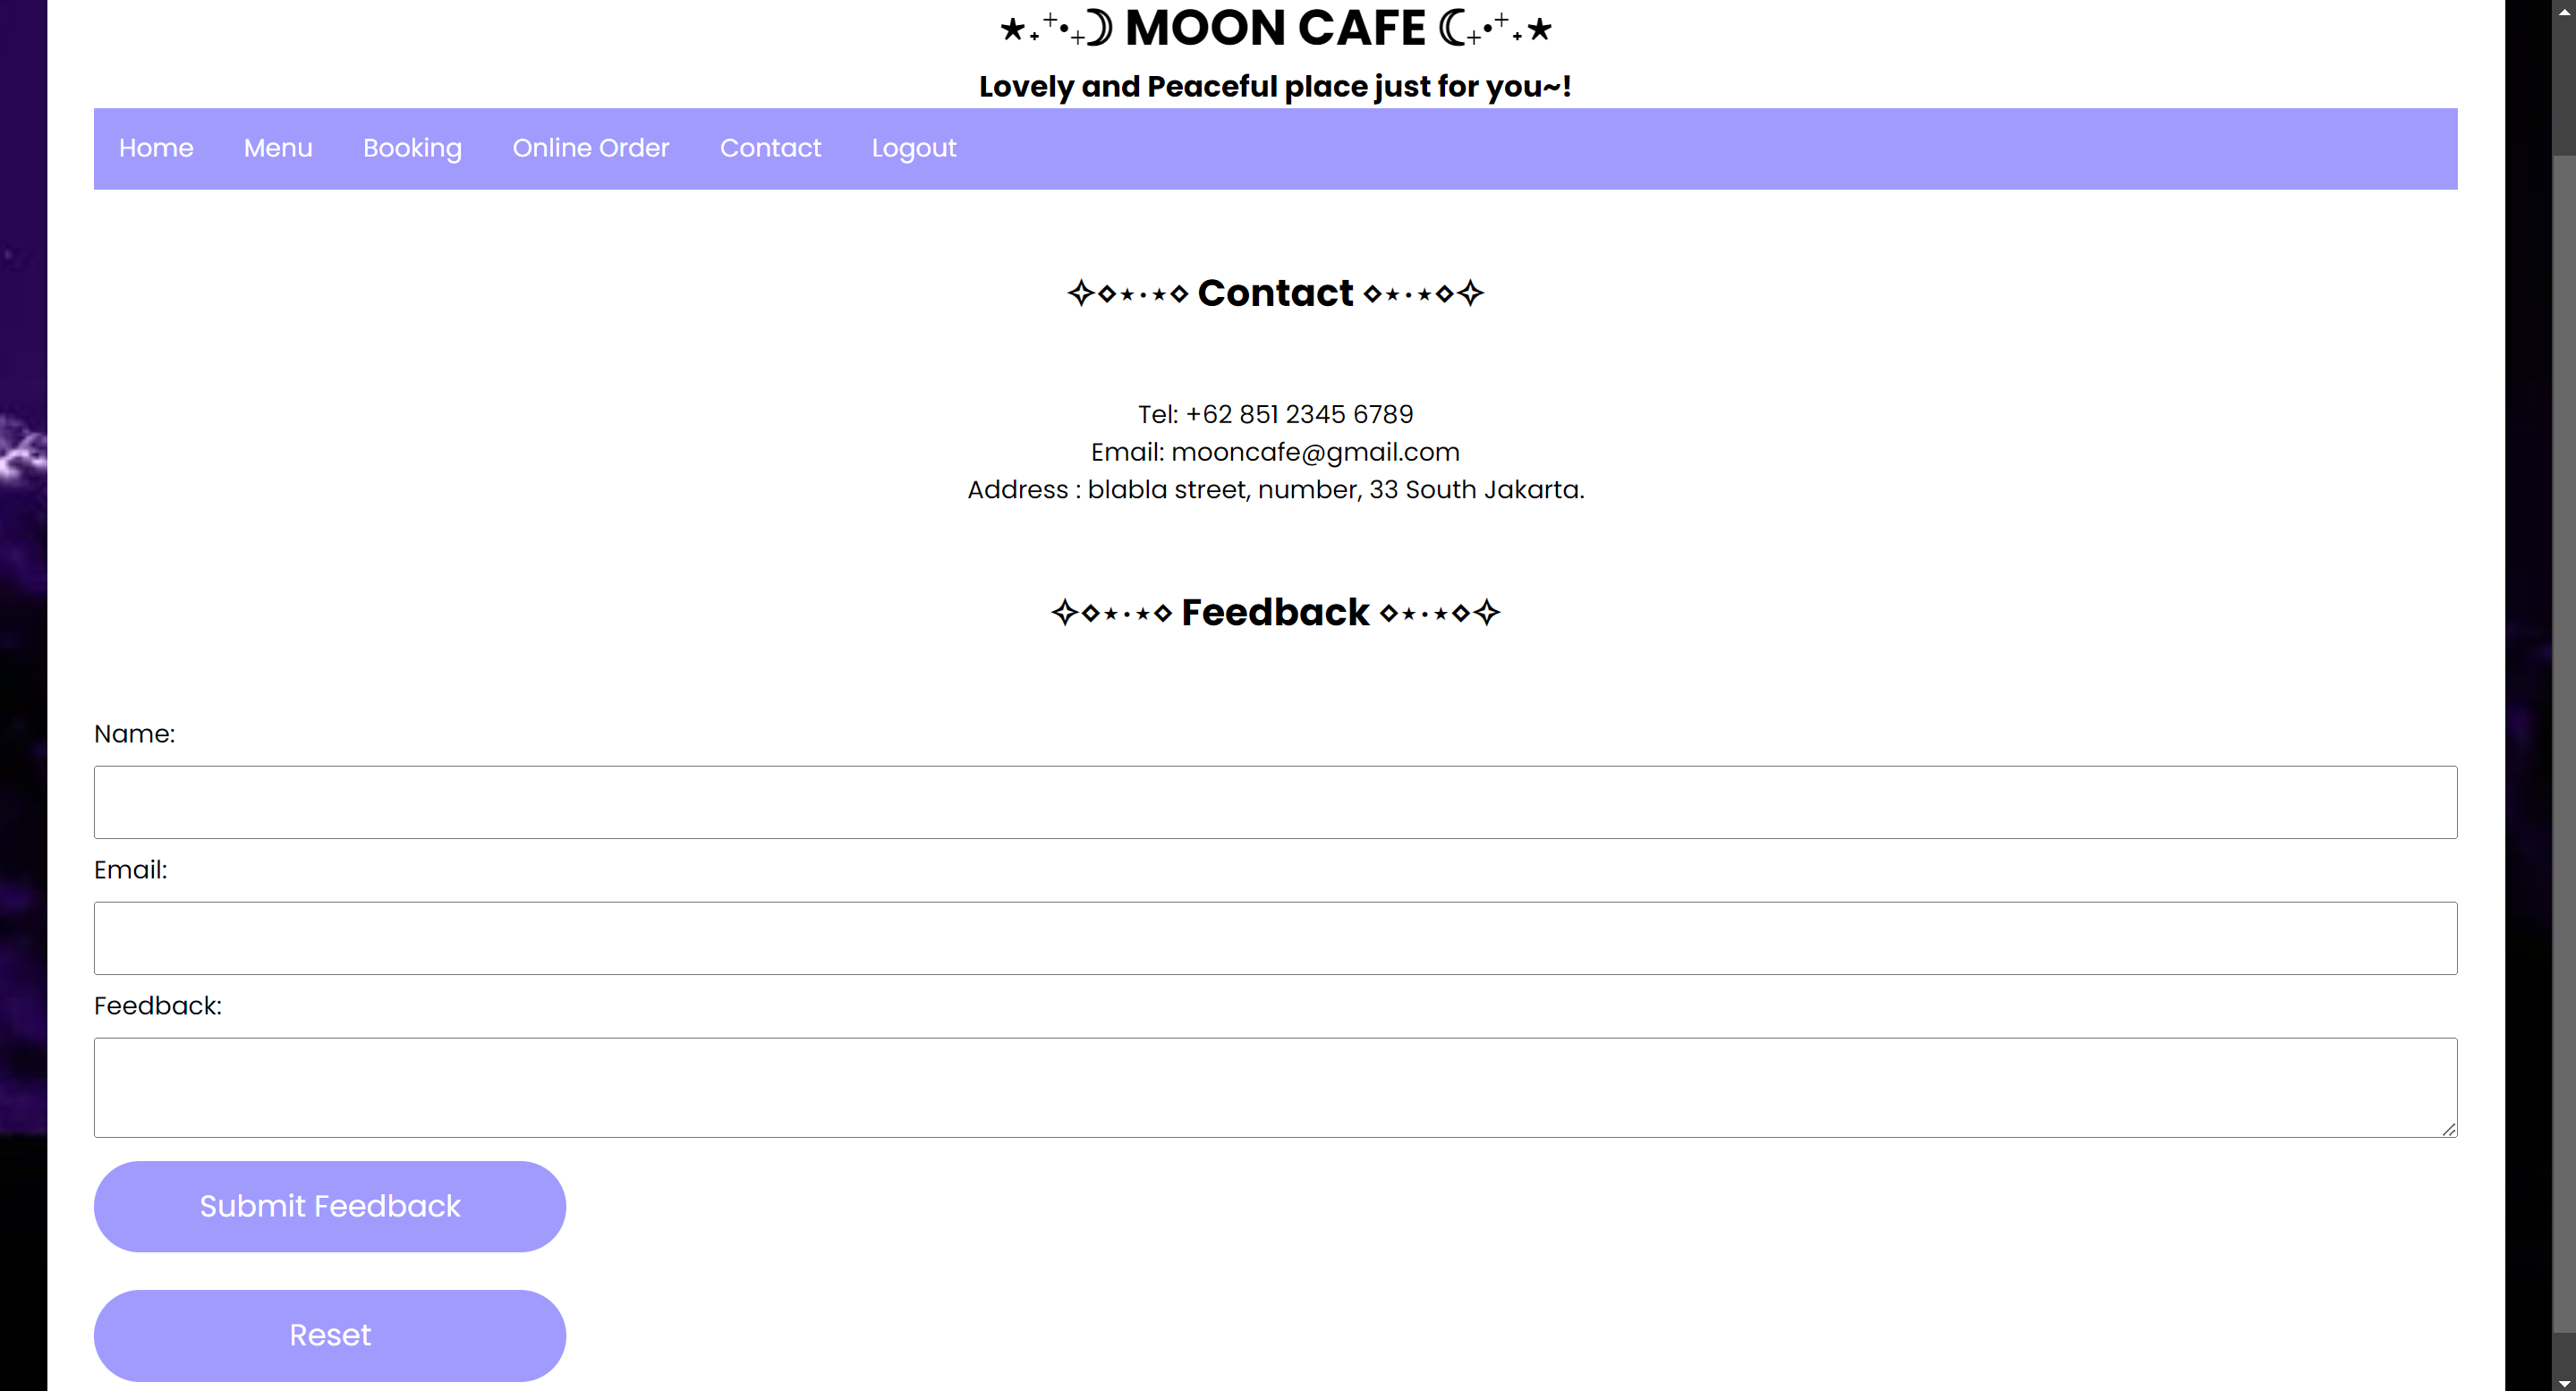 ⋆˖⁺‧₊☽ MOON CAFE ☾₊‧⁺˖⋆
Lovely and Peaceful place just for you~!
Home Menu Booking Online Order Contact Logout
✧⋄⋆⋅⋆⋄ Contact ⋄⋆⋅⋆⋄✧
Tel: +62 851 2345 6789
Email: mooncafe@gmail.com
Address : blabla street, number, 33 South Jakarta.
✧⋄⋆⋅⋆⋄ Feedback ⋄⋆⋅⋆⋄✧
Name:
Email:
Feedback:
Submit Feedback
Reset